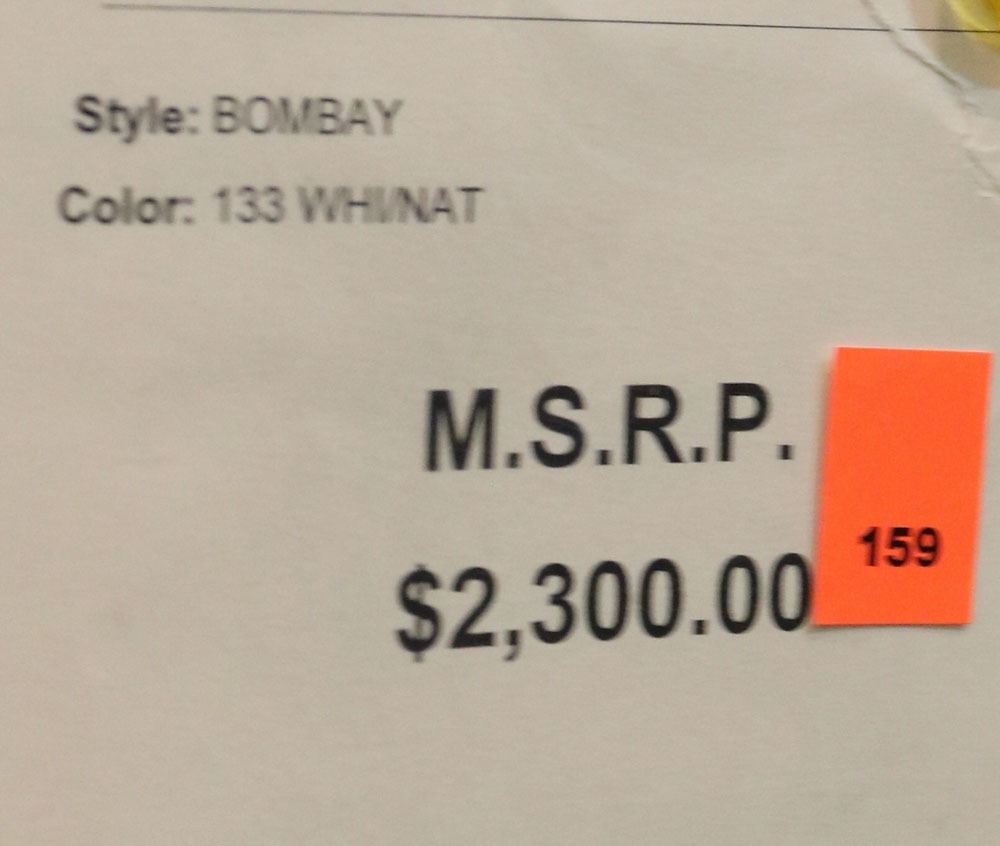 Style: BOMBAY
Color: 133 WHI/NAT
M.S.R.P.
159
$2,300.00